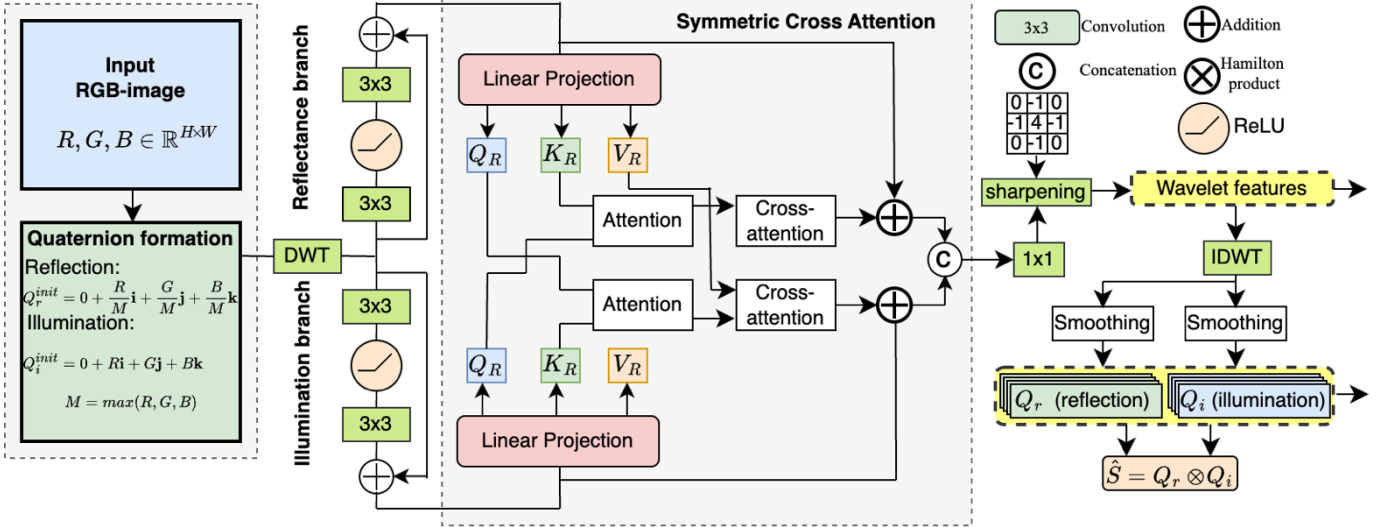 Input
RGB-image
R, G, B ∈ ℝ^{H×W}
Quaternion formation
Reflection:
Q_r^{init} = 0 + \frac{R}{M}i + \frac{G}{M}j + \frac{B}{M}k
Illumination:
Q_i^{init} = 0 + Ri + Gj + Bk
M = max(R, G, B)
DWT
Reflectance branch
3x3
3x3
Illumination branch
3x3
3x3
Symmetric Cross Attention
Linear Projection
Q_R
K_R
V_R
Attention
Cross-
attention
Attention
Cross-
attention
Q_R
K_R
V_R
Linear Projection
C
3x3
Convolution
Addition
C
Concatenation
Hamilton
product
ReLU
0 -1 0
-1 4 -1
0 -1 0
sharpening
1x1
Wavelet features
IDWT
Smoothing
Smoothing
Q_r (reflection)
Q_i (illumination)
Ŝ = Q_r ⊗ Q_i